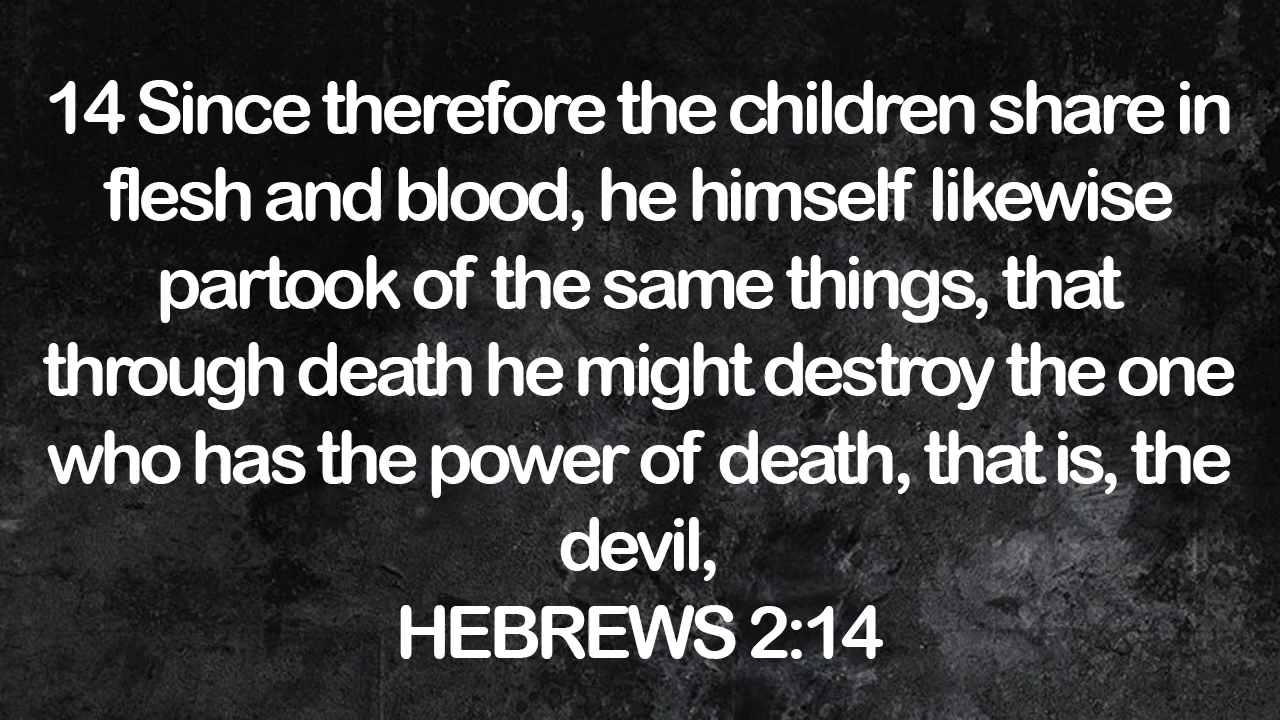 14 Since therefore the children share in
flesh and blood, he himself likewise
partook of the same things, that
through death he might destroy the one
who has the power of death, that is, the
devil,
HEBREWS 2:14